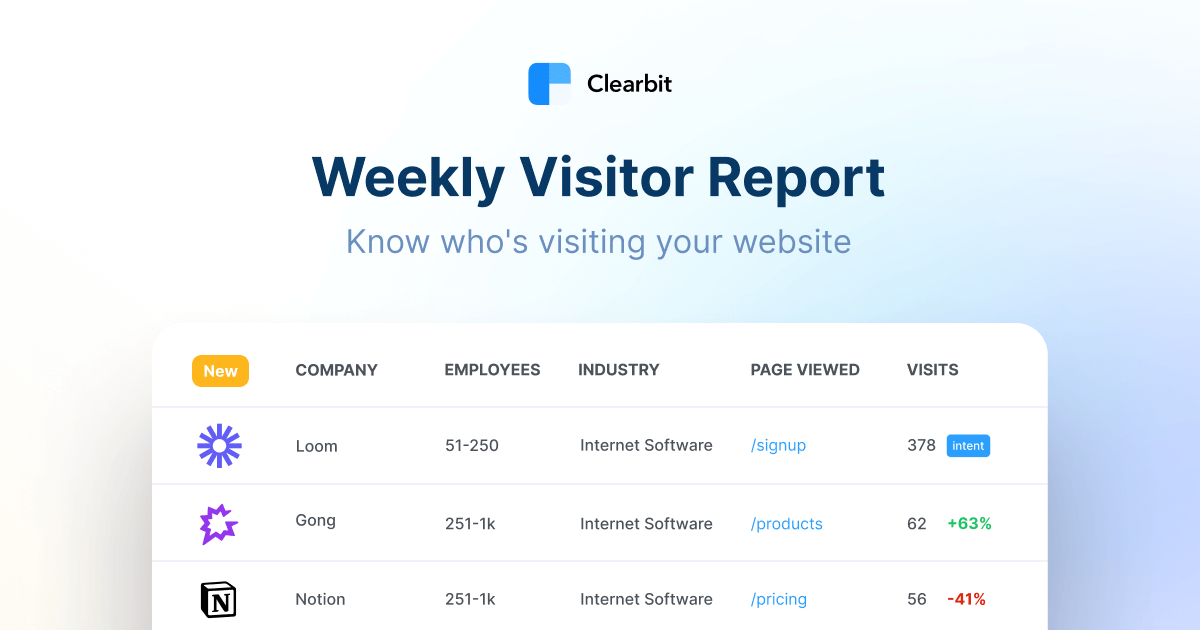 Clearbit
Weekly Visitor Report
Know who's visiting your website
New COMPANY EMPLOYEES INDUSTRY PAGE VIEWED VISITS
Loom 51-250 Internet Software /signup 378 intent
Gong 251-1k Internet Software /products 62 +63%
N Notion 251-1k Internet Software /pricing 56 -41%